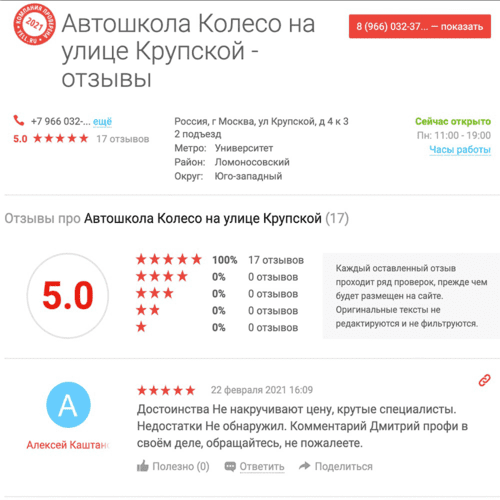 КОМПАНИЯ ПРОВЕРЕНА
2021
Автошкола Колесо на
улице Крупской -
отзывы
8 (966) 032-37... — показать
+7 966 032-... ещё
5.0 17 отзывов
Россия, г Москва, ул Крупской, д 4 к 3
2 подъезд
Метро: Университет
Район: Ломоносовский
Округ: Юго-западный
Сейчас открыто
Пн: 11:00 - 19:00
Часы работы
Отзывы про Автошкола Колесо на улице Крупской (17)
5.0
100% 17 отзывов
0% 0 отзывов
0% 0 отзывов
0% 0 отзывов
0% 0 отзывов
Каждый оставленный отзыв
проходит ряд проверок, прежде чем
будет размещен на сайте.
Оригинальные тексты не
редактируются и не фильтруются.
А
Алексей Каштан
22 февраля 2021 16:09
Достоинства Не накручивают цену, крутые специалисты.
Недостатки Не обнаружил. Комментарий Дмитрий профи в
своём деле, обращайтесь, не пожалеете.
Полезно (0) Ответить Поделиться